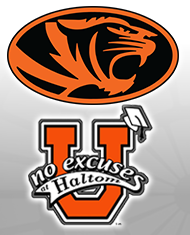 U
no excuses
at Haltom